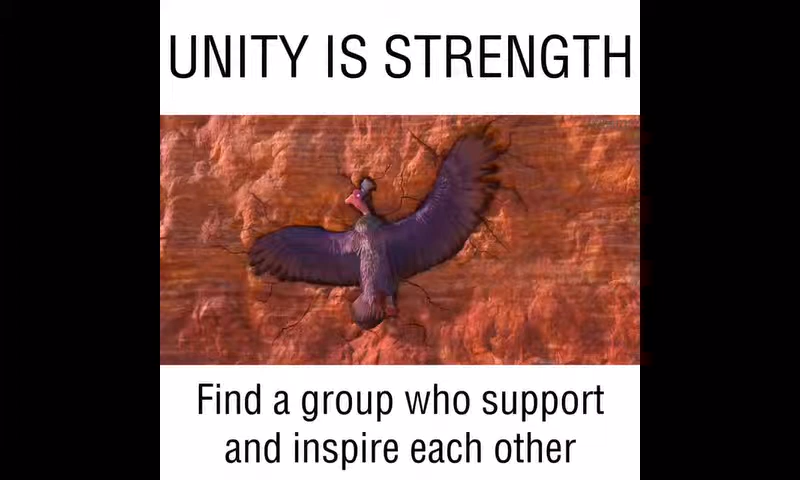 UNITY IS STRENGTH
Find a group who support
and inspire each other